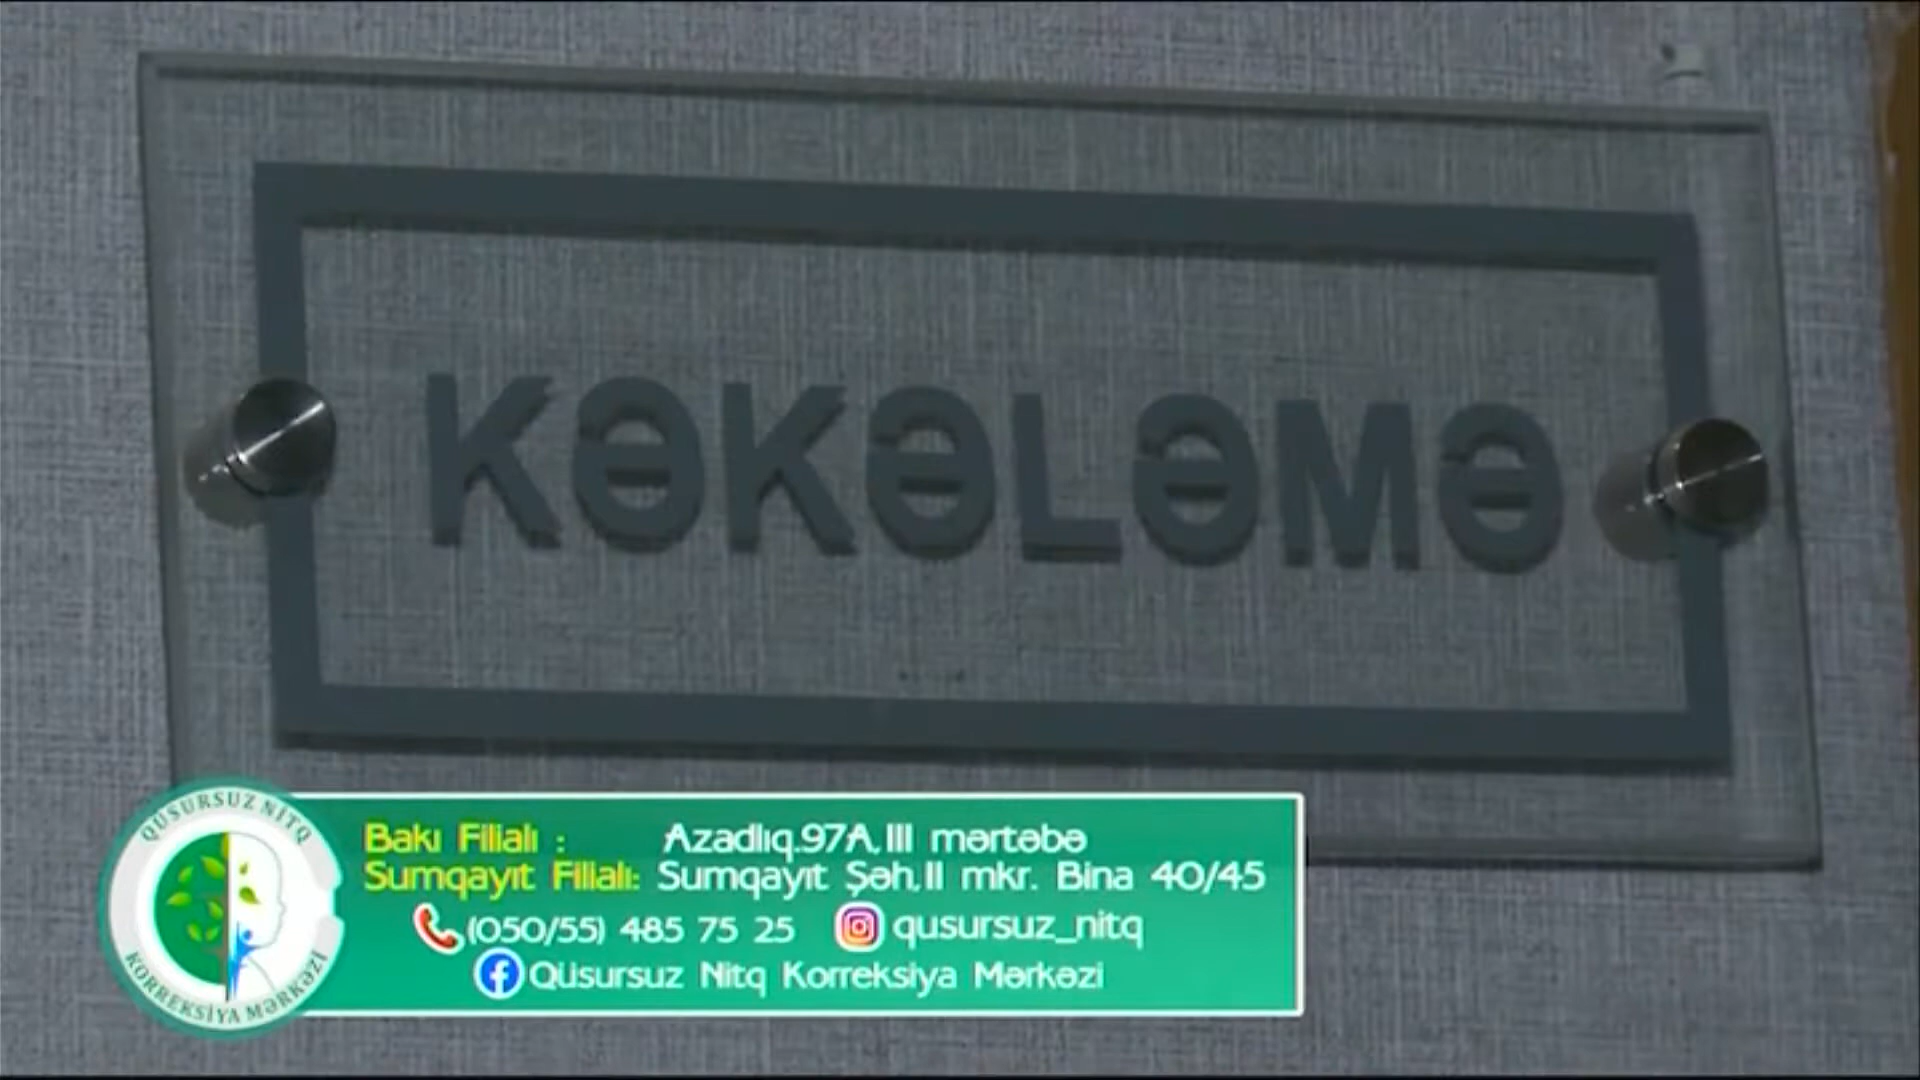 KƏKƏLƏMƏ
QÜSURSUZ NİTQ
KORREKSİYA MƏRKƏZİ
Bakı Filialı : Azadlıq.97A, III mərtəbə
Sumqayıt Filialı: Sumqayıt Şəh, II mkr. Bina 40/45
(050/55) 485 75 25 qusursuz_nitq
Qüsursuz Nitq Korreksiya Mərkəzi